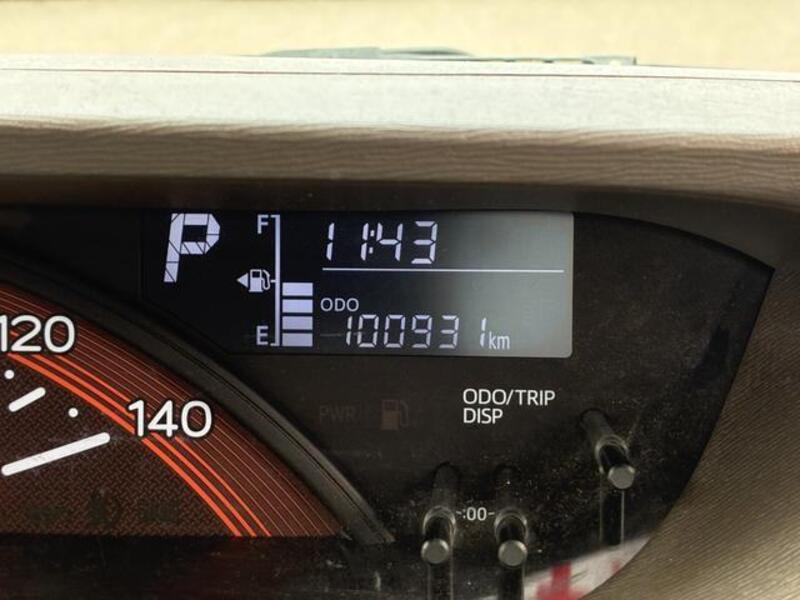 P
F
11:43
ODO
E
100931km
120
140
PWR
ODO/TRIP
DISP
-:00-